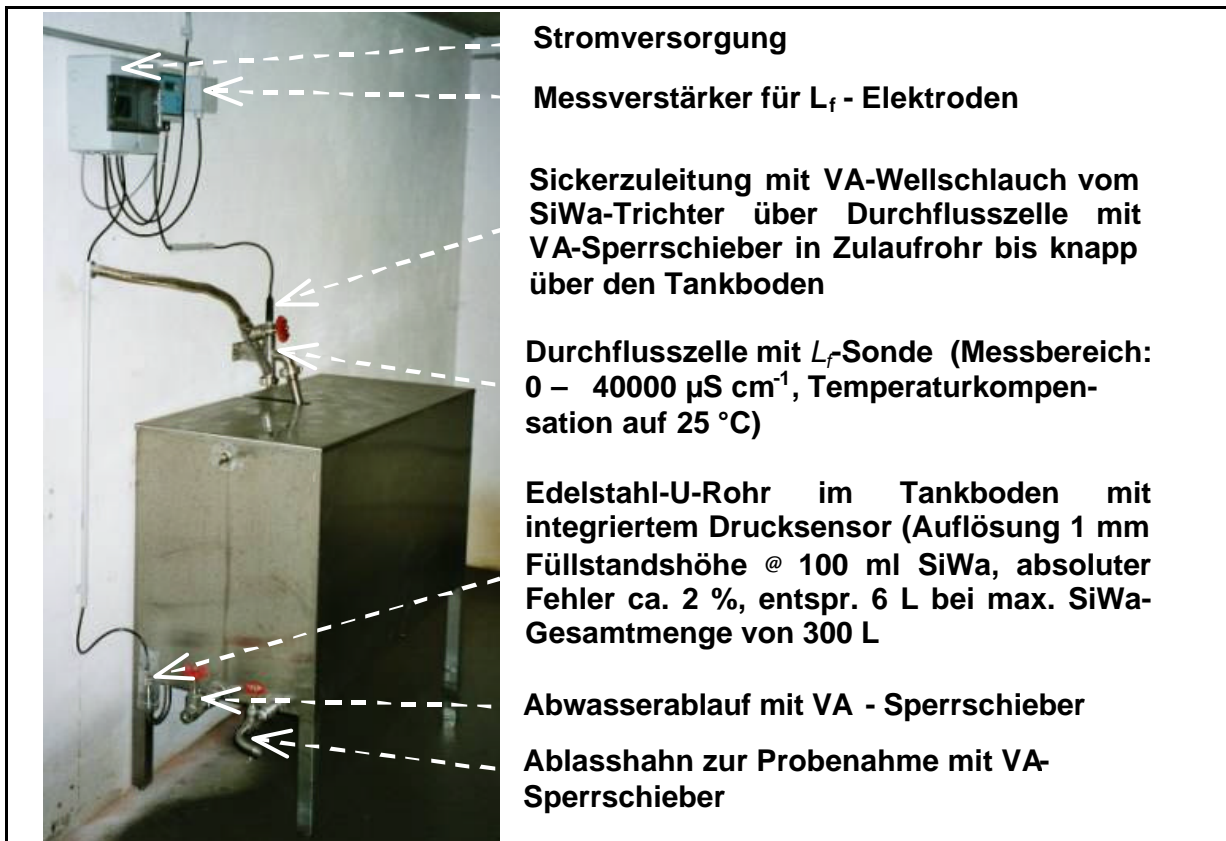 Stromversorgung
Messverstärker für Lf - Elektroden
Sickerzuleitung mit VA-Wellschlauch vom
SiWa-Trichter über Durchflusszelle mit
VA-Sperrschieber in Zulaufrohr bis knapp
über den Tankboden
Durchflusszelle mit Lf-Sonde (Messbereich:
0 – 40000 µS cm-1, Temperaturkompen-
sation auf 25 °C)
Edelstahl-U-Rohr im Tankboden mit
integriertem Drucksensor (Auflösung 1 mm
Füllstandshöhe @ 100 ml SiWa, absoluter
Fehler ca. 2 %, entspr. 6 L bei max. SiWa-
Gesamtmenge von 300 L
Abwasserablauf mit VA - Sperrschieber
Ablasshahn zur Probenahme mit VA-
Sperrschieber